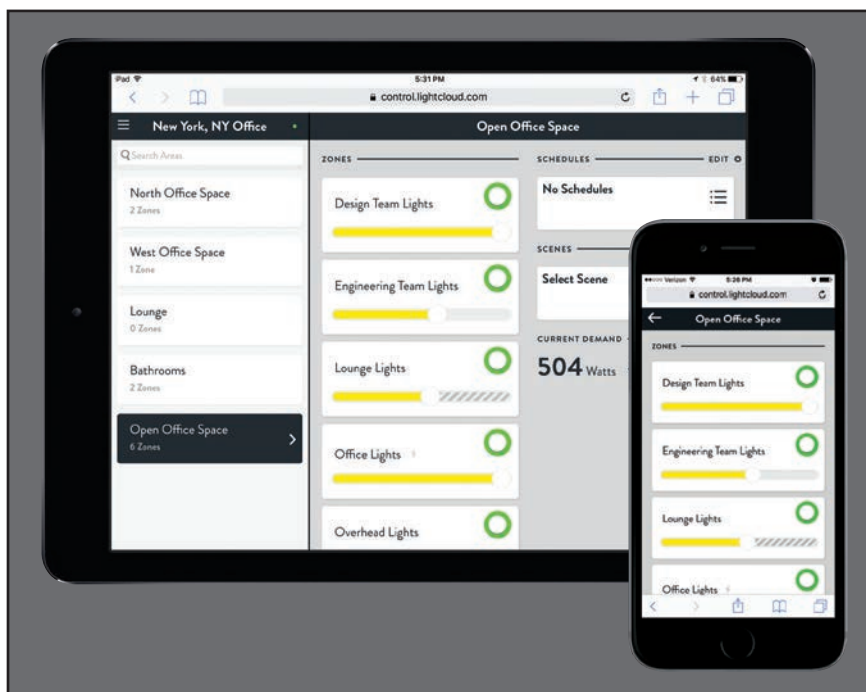 iPad
5:31 PM
64%
control.lightcloud.com
New York, NY Office
Open Office Space
Search Areas
North Office Space
2 Zones
West Office Space
1 Zone
Lounge
0 Zones
Bathrooms
2 Zones
Open Office Space
6 Zones
ZONES
Design Team Lights
Engineering Team Lights
Lounge Lights
Office Lights
Overhead Lights
SCHEDULES
EDIT
No Schedules
SCENES
Select Scene
CURRENT DEMAND
504 Watts
Verizon
5:26 PM
control.lightcloud.com
Open Office Space
ZONES
Design Team Lights
Engineering Team Lights
Lounge Lights
Office Lights